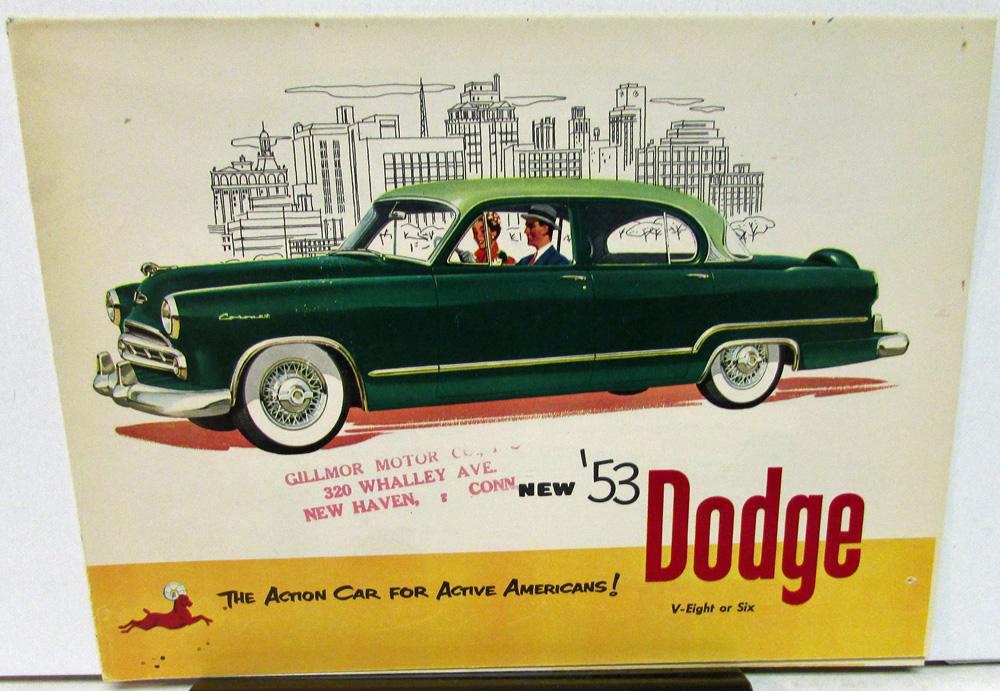 Coronet
GILLMOR MOTOR CO.,
320 WHALLEY AVE.
NEW HAVEN, CONN.
NEW '53
Dodge
V-Eight or Six
THE ACTION CAR FOR ACTIVE AMERICANS!